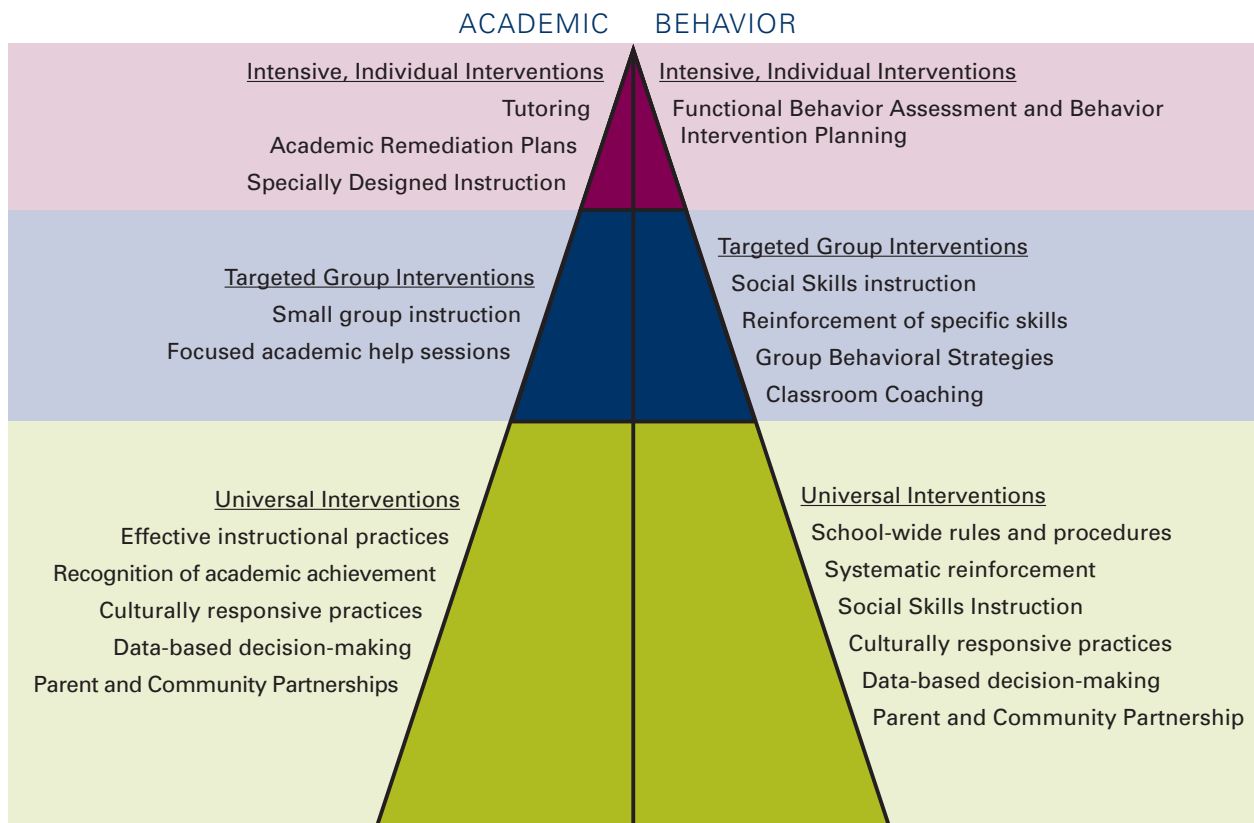 ACADEMIC BEHAVIOR
Intensive, Individual Interventions
Tutoring
Academic Remediation Plans
Specially Designed Instruction
Intensive, Individual Interventions
Functional Behavior Assessment and Behavior
Intervention Planning
Targeted Group Interventions
Small group instruction
Focused academic help sessions
Targeted Group Interventions
Social Skills instruction
Reinforcement of specific skills
Group Behavioral Strategies
Classroom Coaching
Universal Interventions
Effective instructional practices
Recognition of academic achievement
Culturally responsive practices
Data-based decision-making
Parent and Community Partnerships
Universal Interventions
School-wide rules and procedures
Systematic reinforcement
Social Skills Instruction
Culturally responsive practices
Data-based decision-making
Parent and Community Partnership